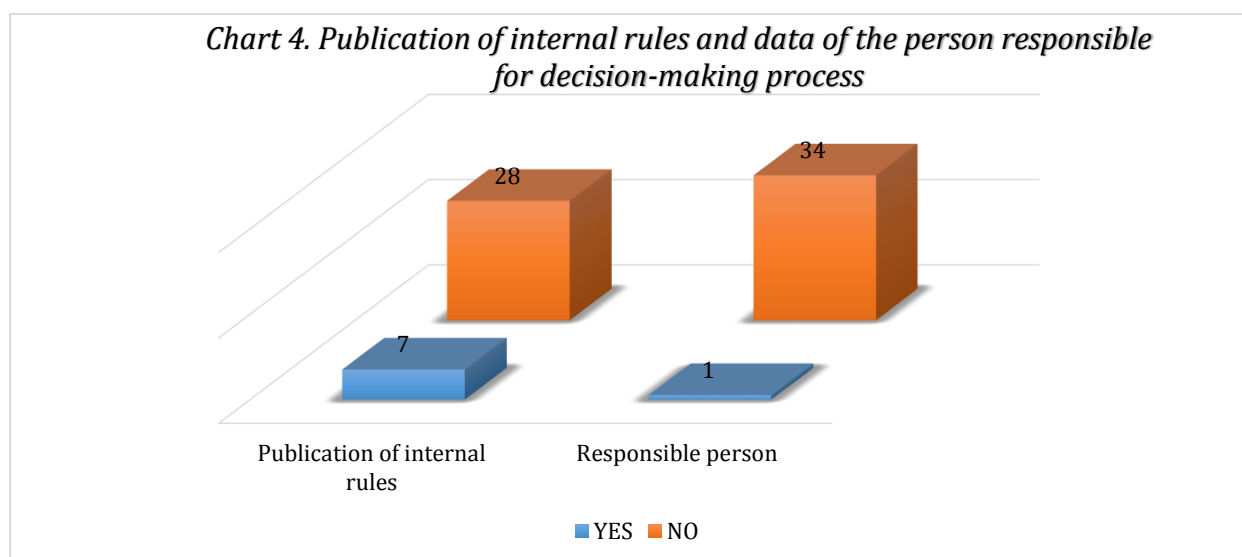 Chart 4. Publication of internal rules and data of the person responsible
for decision-making process
28
34
7
1
Publication of internal
rules
Responsible person
YES NO